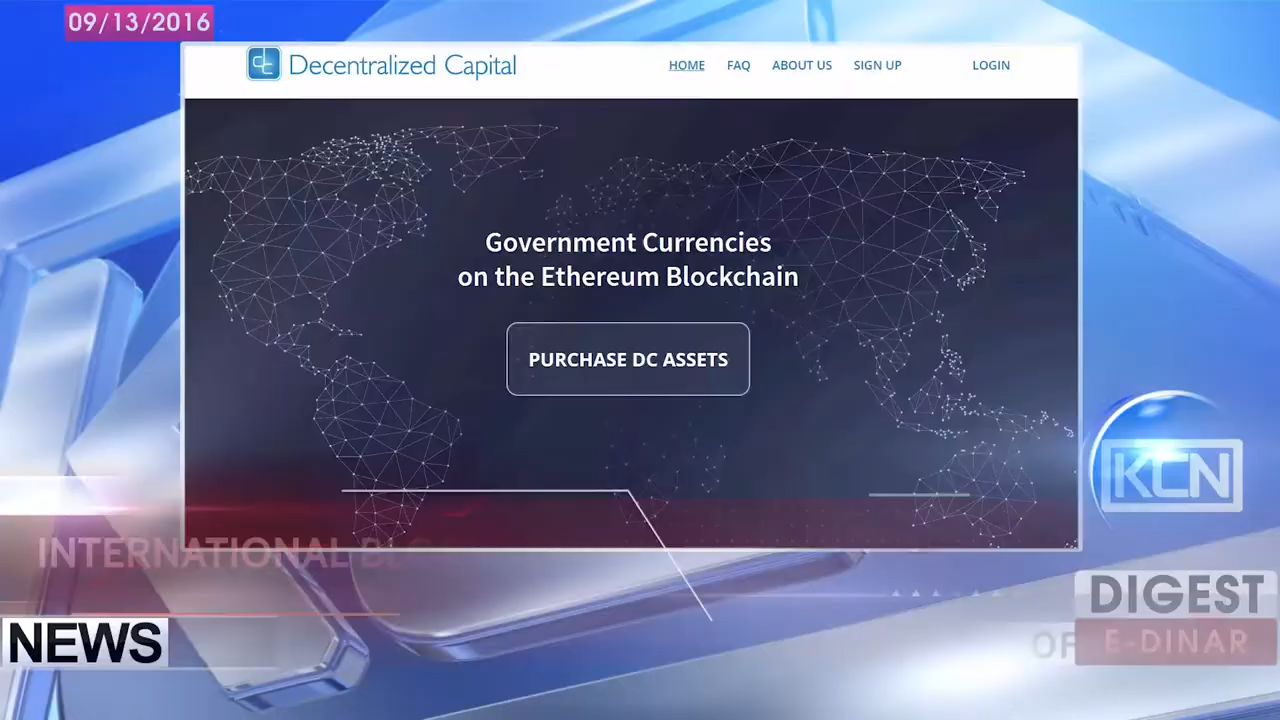 09/13/2016
Decentralized Capital
HOME FAQ ABOUT US SIGN UP LOGIN
Government Currencies
on the Ethereum Blockchain
PURCHASE DC ASSETS
KCN
INTERNATIONAL
DIGEST
OF E-DINAR
NEWS